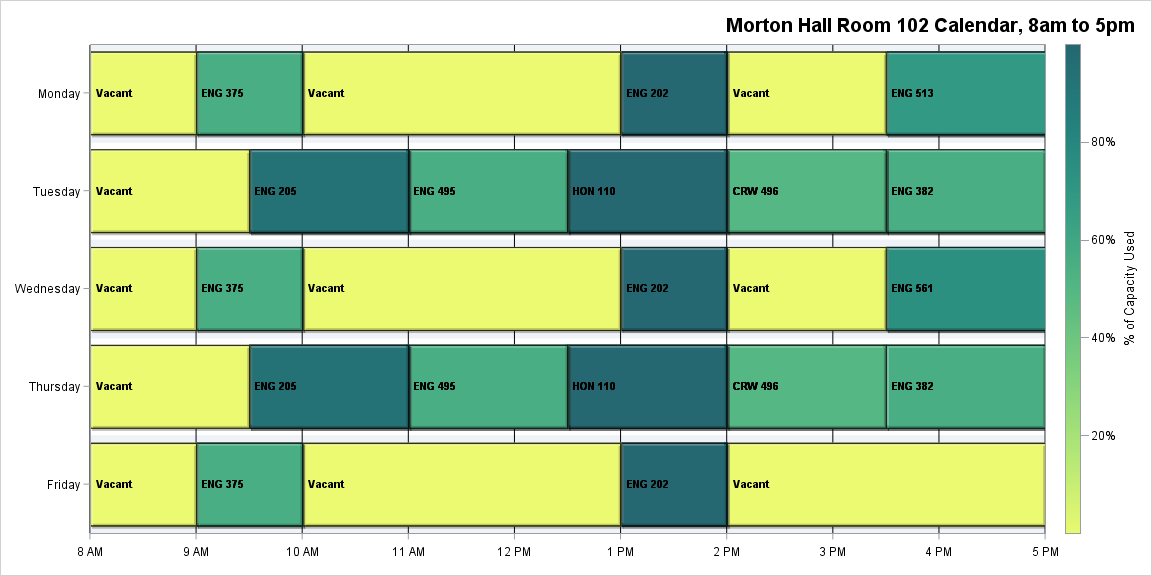 Morton Hall Room 102 Calendar, 8am to 5pm
Monday
Vacant
ENG 375
Vacant
ENG 202
Vacant
ENG 513
Tuesday
Vacant
ENG 205
ENG 495
HON 110
CRW 496
ENG 382
Wednesday
Vacant
ENG 375
Vacant
ENG 202
Vacant
ENG 561
Thursday
Vacant
ENG 205
ENG 495
HON 110
CRW 496
ENG 382
Friday
Vacant
ENG 375
Vacant
ENG 202
Vacant
8 AM
9 AM
10 AM
11 AM
12 PM
1 PM
2 PM
3 PM
4 PM
5 PM
80%
60%
40%
20%
% of Capacity Used